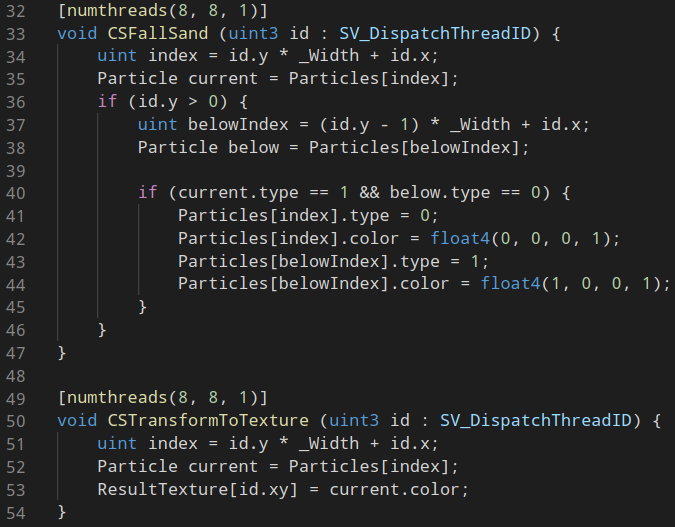 32 [numthreads(8, 8, 1)]
33 void CSFallSand (uint3 id : SV_DispatchThreadID) {
34     uint index = id.y * _Width + id.x;
35     Particle current = Particles[index];
36     if (id.y > 0) {
37         uint belowIndex = (id.y - 1) * _Width + id.x;
38         Particle below = Particles[belowIndex];
39
40         if (current.type == 1 && below.type == 0) {
41             Particles[index].type = 0;
42             Particles[index].color = float4(0, 0, 0, 1);
43             Particles[belowIndex].type = 1;
44             Particles[belowIndex].color = float4(1, 0, 0, 1);
45         }
46     }
47 }
48
49 [numthreads(8, 8, 1)]
50 void CSTransformToTexture (uint3 id : SV_DispatchThreadID) {
51     uint index = id.y * _Width + id.x;
52     Particle current = Particles[index];
53     ResultTexture[id.xy] = current.color;
54 }